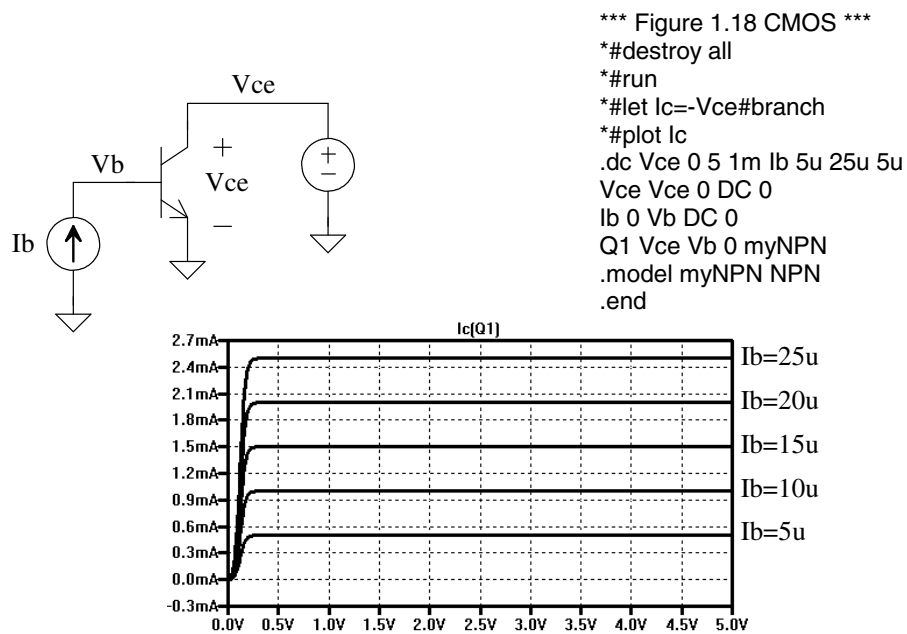 *** Figure 1.18 CMOS ***
*#destroy all
*#run
*#let Ic=-Vce#branch
*#plot Ic
.dc Vce 0 5 1m Ib 5u 25u 5u
Vce Vce 0 DC 0
Ib 0 Vb DC 0
Q1 Vce Vb 0 myNPN
.model myNPN NPN
.end
Vce
Vb
+
Vce
−
+
−
Ib
Ic(Q1)
2.7mA
2.4mA
2.1mA
1.8mA
1.5mA
1.2mA
0.9mA
0.6mA
0.3mA
0.0mA
-0.3mA
Ib=25u
Ib=20u
Ib=15u
Ib=10u
Ib=5u
0.0V 0.5V 1.0V 1.5V 2.0V 2.5V 3.0V 3.5V 4.0V 4.5V 5.0V